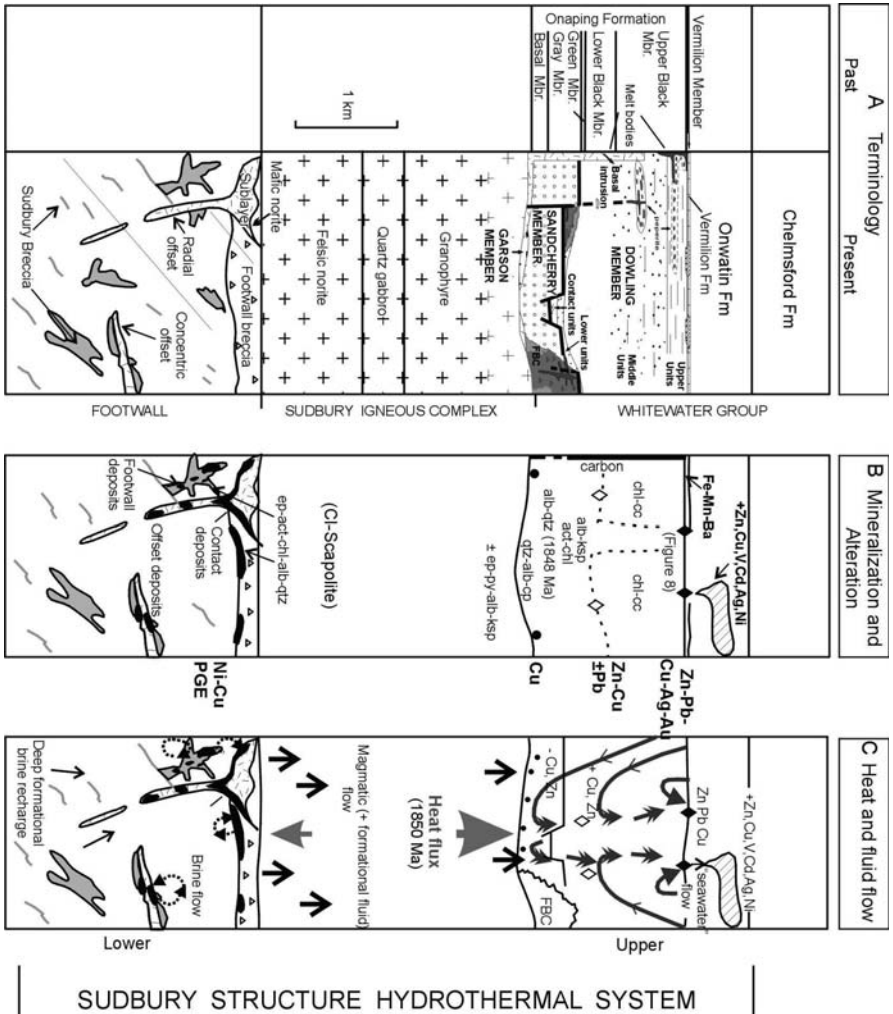 A Terminology
Past
Present
Vermilion Member
Onaping Formation
Upper Black
Mbr.
Melt bodies
Lower Black Mbr.
Green Mbr.
Gray Mbr.
Basal Mbr.
1 km
Chelmsford Fm
Onwatin Fm
Vermilion Fm
Upper
Units
Middle
Units
DOWLING
MEMBER
Basal
intrusion
Lower units
Contact units
SANDCHERRY
MEMBER
FBC
GARSON
MEMBER
Granophyre
Quartz gabbro
Felsic norite
Mafic norite
Sublayer
Footwall breccia
Radial
offset
Concentric
offset
Sudbury Breccia
WHITEWATER GROUP
SUDBURY IGNEOUS COMPLEX
FOOTWALL
B Mineralization and
Alteration
+Zn,Cu,V,Cd,Ag,Ni
Fe-Mn-Ba
(Figure 8)
carbon
chl-cc
chl-cc
alb-ksp
act-chl
alb-qtz (1848 Ma)
qtz-alb-cp
± ep-py-alb-ksp
(Cl-Scapolite)
ep-act-chl-alb-qtz
Contact
deposits
Footwall
deposits
Offset deposits
Zn-Pb-
Cu-Ag-Au
Zn-Cu
±Pb
Cu
Ni-Cu
PGE
C Heat and fluid flow
+Zn,Cu,V,Cd,Ag,Ni
Zn Pb Cu
"seawater"
flow
+ Cu, Zn
- Cu, Zn
FBC
Heat flux
(1850 Ma)
Magmatic (+ formational fluid)
flow
Brine flow
Deep formational
brine recharge
Upper
Lower
SUDBURY STRUCTURE HYDROTHERMAL SYSTEM